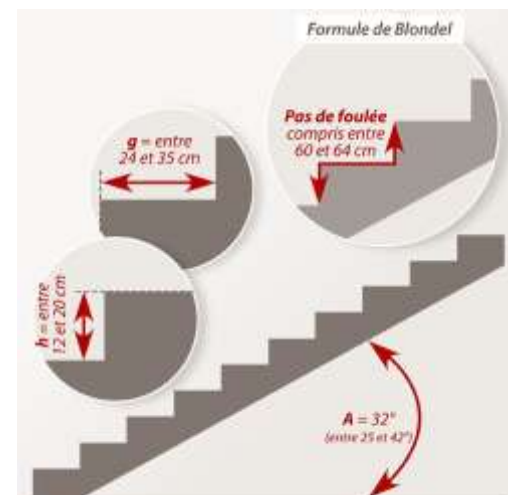 Formule de Blondel
Pas de foulée
compris entre
60 et 64 cm
g = entre
24 et 35 cm
h = entre
12 et 20 cm
A = 32°
(entre 25 et 42°)